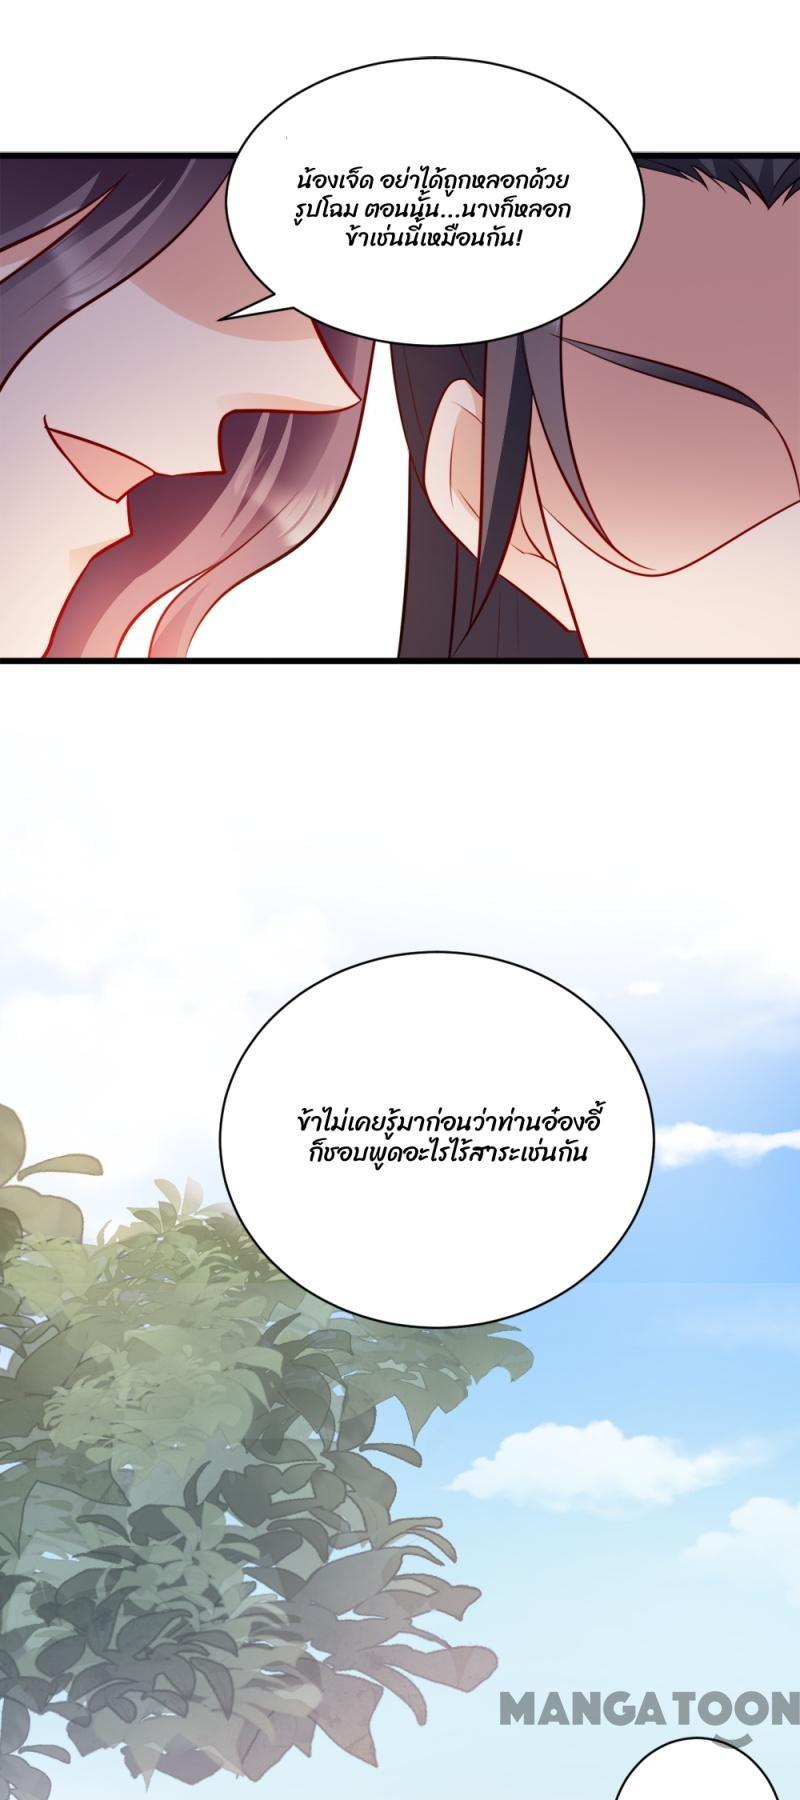 น้องเจ็ด อย่าได้ถูกหลอกด้วย
รูปโฉม ตอนนั้น...นางก็หลอก
ข้าเช่นนี้เหมือนกัน!
ข้าไม่เคยรู้มาก่อนว่าท่านอ๋องอี้
ก็ชอบพูดอะไรไร้สาระเช่นกัน
MANGATOON